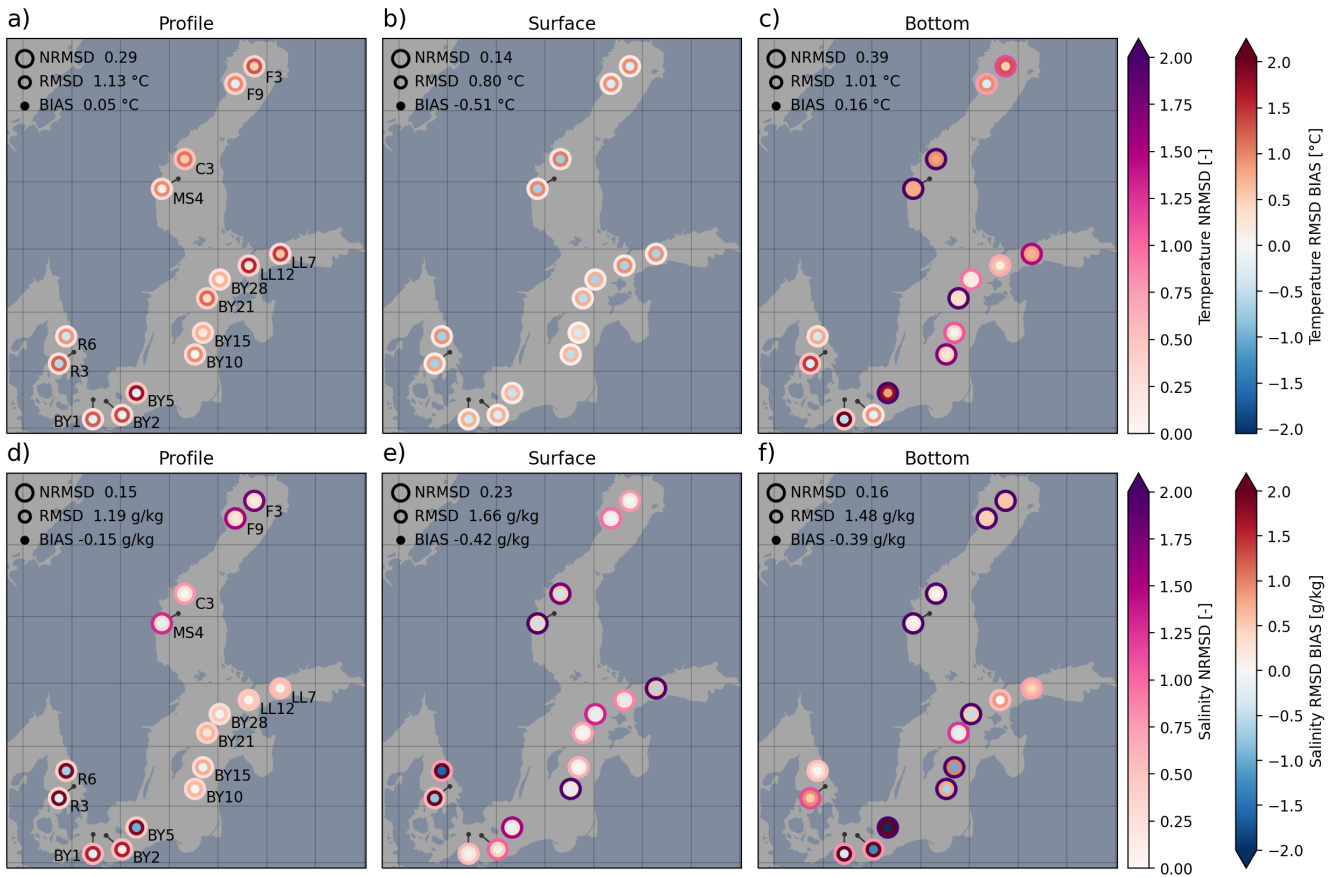 a) Profile
NRMSD 0.29
RMSD 1.13 °C
BIAS 0.05 °C
F3
F9
C3
MS4
LL7
LL12
BY28
BY21
R6
BY15
R3
BY10
BY5
BY1
BY2
b) Surface
NRMSD 0.14
RMSD 0.80 °C
BIAS -0.51 °C
c) Bottom
NRMSD 0.39
RMSD 1.01 °C
BIAS 0.16 °C
2.00
1.75
1.50
1.25
1.00
0.75
0.50
0.25
0.00
Temperature NRMSD [-]
2.0
1.5
1.0
0.5
0.0
−0.5
−1.0
−1.5
−2.0
Temperature RMSD BIAS [°C]
d) Profile
NRMSD 0.15
RMSD 1.19 g/kg
BIAS -0.15 g/kg
F3
F9
C3
MS4
LL7
LL12
BY28
BY21
R6
BY15
R3
BY10
BY5
BY1
BY2
e) Surface
NRMSD 0.23
RMSD 1.66 g/kg
BIAS -0.42 g/kg
f) Bottom
NRMSD 0.16
RMSD 1.48 g/kg
BIAS -0.39 g/kg
2.00
1.75
1.50
1.25
1.00
0.75
0.50
0.25
0.00
Salinity NRMSD [-]
2.0
1.5
1.0
0.5
0.0
−0.5
−1.0
−1.5
−2.0
Salinity RMSD BIAS [g/kg]